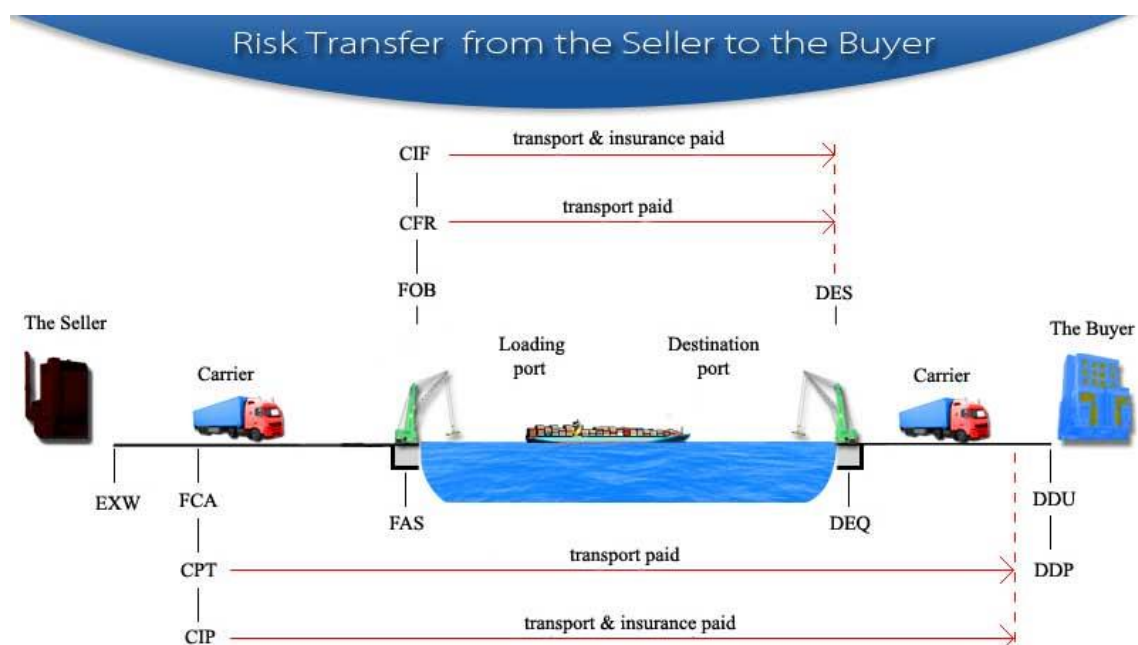 Risk Transfer from the Seller to the Buyer
transport & insurance paid
CIF
transport paid
CFR
FOB
DES
The Seller
The Buyer
Loading
port
Destination
port
Carrier
Carrier
EXW
FCA
FAS
DEQ
DDU
transport paid
CPT
DDP
transport & insurance paid
CIP